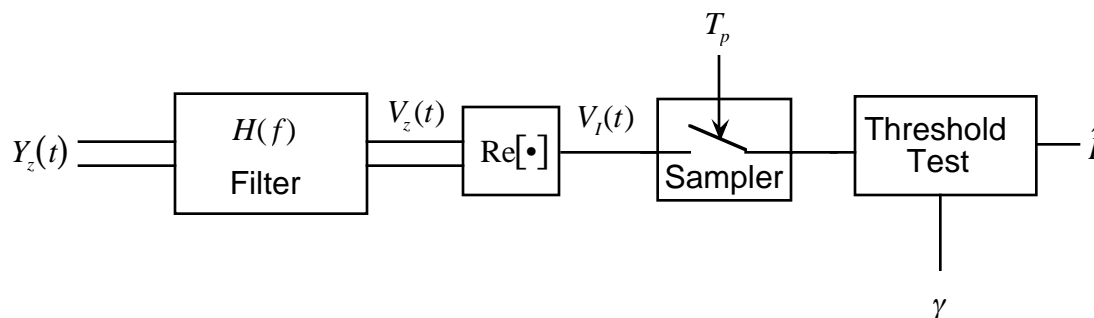 T_p
Y_z(t)
H(f)
Filter
V_z(t)
Re[•]
V_I(t)
Sampler
Threshold
Test
γ